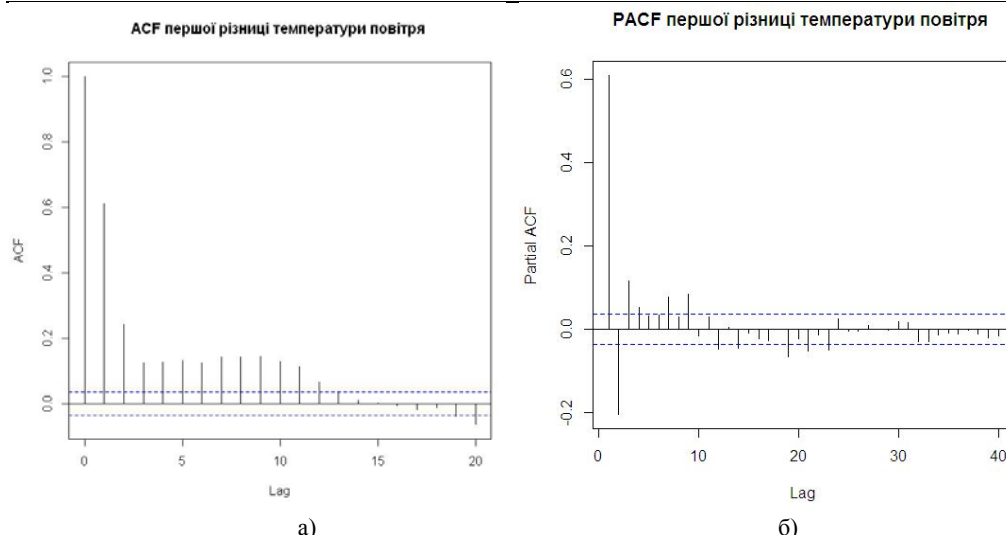 ACF першої різниці температури повітря
1.0
0.8
0.6
0.4
0.2
0.0
ACF
0 5 10 15 20
Lag
а)
PACF першої різниці температури повітря
0.6
0.4
0.2
0.0
-0.2
Partial ACF
0 10 20 30 40
Lag
б)